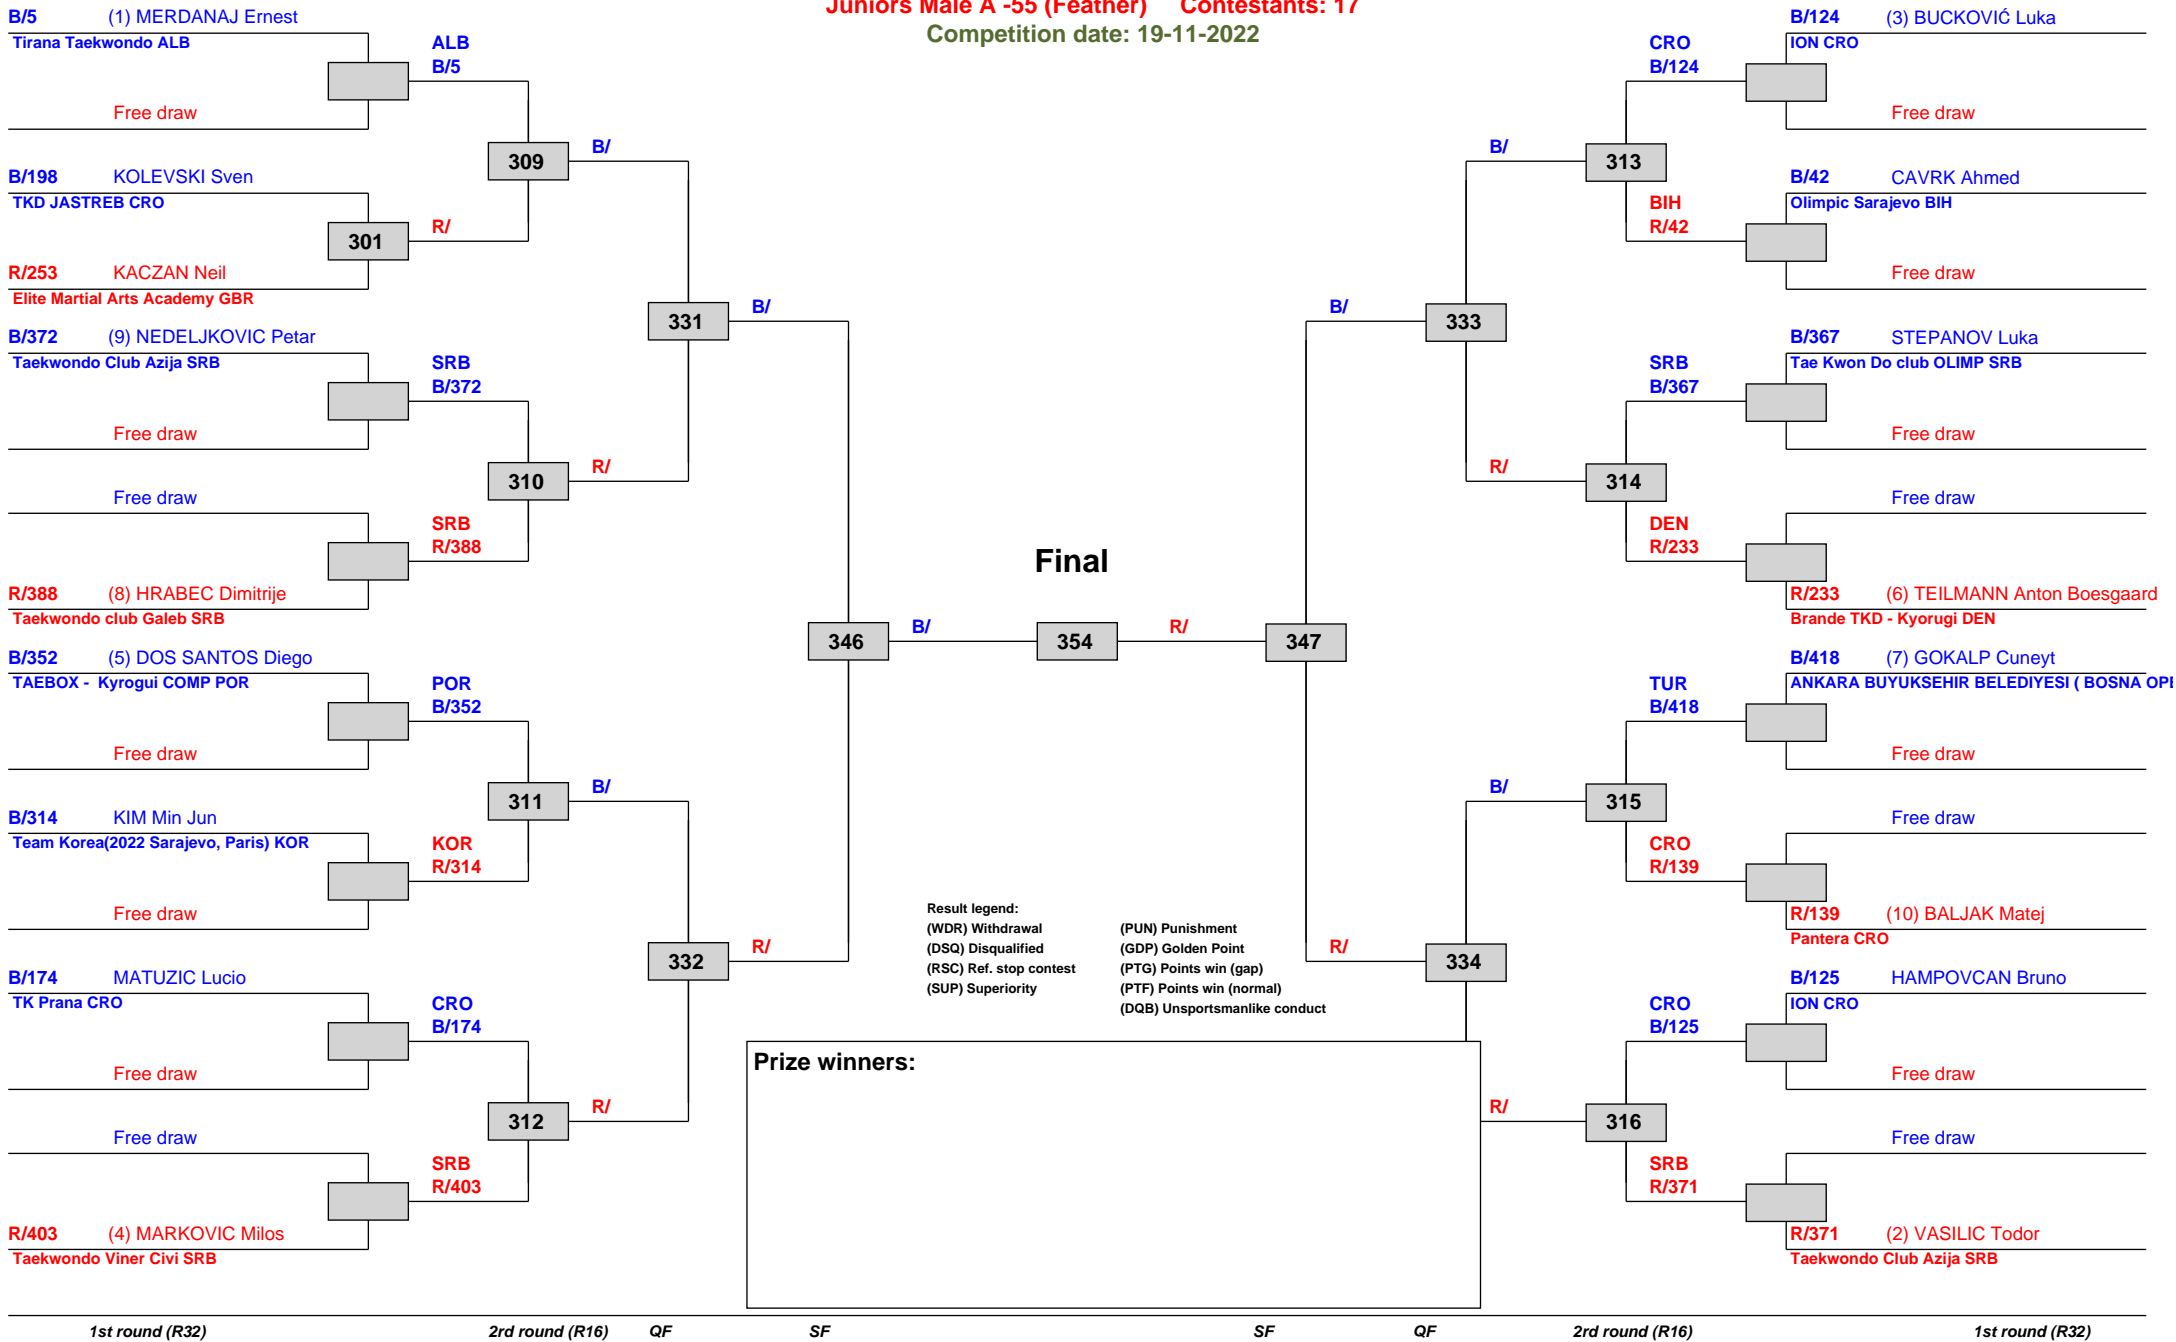 Juniors Male A -55 (Feather) Contestants: 17
Competition date: 19-11-2022
B/5 (1) MERDANAJ Ernest
Tirana Taekwondo ALB
Free draw
B/198 KOLEVSKI Sven
TKD JASTREB CRO
301
R/253 KACZAN Neil
Elite Martial Arts Academy GBR
B/372 (9) NEDELJKOVIC Petar
Taekwondo Club Azija SRB
Free draw
Free draw
R/388 (8) HRABEC Dimitrije
Taekwondo club Galeb SRB
B/352 (5) DOS SANTOS Diego
TAEBOX - Kyrogui COMP POR
Free draw
B/314 KIM Min Jun
Team Korea(2022 Sarajevo, Paris) KOR
Free draw
B/174 MATUZIC Lucio
TK Prana CRO
Free draw
Free draw
R/403 (4) MARKOVIC Milos
Taekwondo Viner Civi SRB
ALB
B/5
309
R/
SRB
B/372
310
SRB
R/388
POR
B/352
311
KOR
R/314
CRO
B/174
312
SRB
R/403
B/
331
R/
B/
332
R/
B/
346
R/
Final
B/ 354 R/
B/
347
R/
B/
333
R/
B/
334
R/
CRO
B/124
313
BIH
R/42
SRB
B/367
314
DEN
R/233
TUR
B/418
315
CRO
R/139
CRO
B/125
316
SRB
R/371
B/124 (3) BUCKOVIĆ Luka
ION CRO
Free draw
B/42 CAVRK Ahmed
Olimpic Sarajevo BIH
Free draw
B/367 STEPANOV Luka
Tae Kwon Do club OLIMP SRB
Free draw
Free draw
R/233 (6) TEILMANN Anton Boesgaard
Brande TKD - Kyorugi DEN
B/418 (7) GOKALP Cuneyt
ANKARA BUYUKSEHIR BELEDIYESI ( BOSNA OPE
Free draw
Free draw
R/139 (10) BALJAK Matej
Pantera CRO
B/125 HAMPOVCAN Bruno
ION CRO
Free draw
Free draw
R/371 (2) VASILIC Todor
Taekwondo Club Azija SRB
Result legend:
(WDR) Withdrawal (PUN) Punishment
(DSQ) Disqualified (GDP) Golden Point
(RSC) Ref. stop contest (PTG) Points win (gap)
(SUP) Superiority (PTF) Points win (normal)
(DQB) Unsportsmanlike conduct
Prize winners:
1st round (R32) 2rd round (R16) QF SF SF QF 2rd round (R16) 1st round (R32)